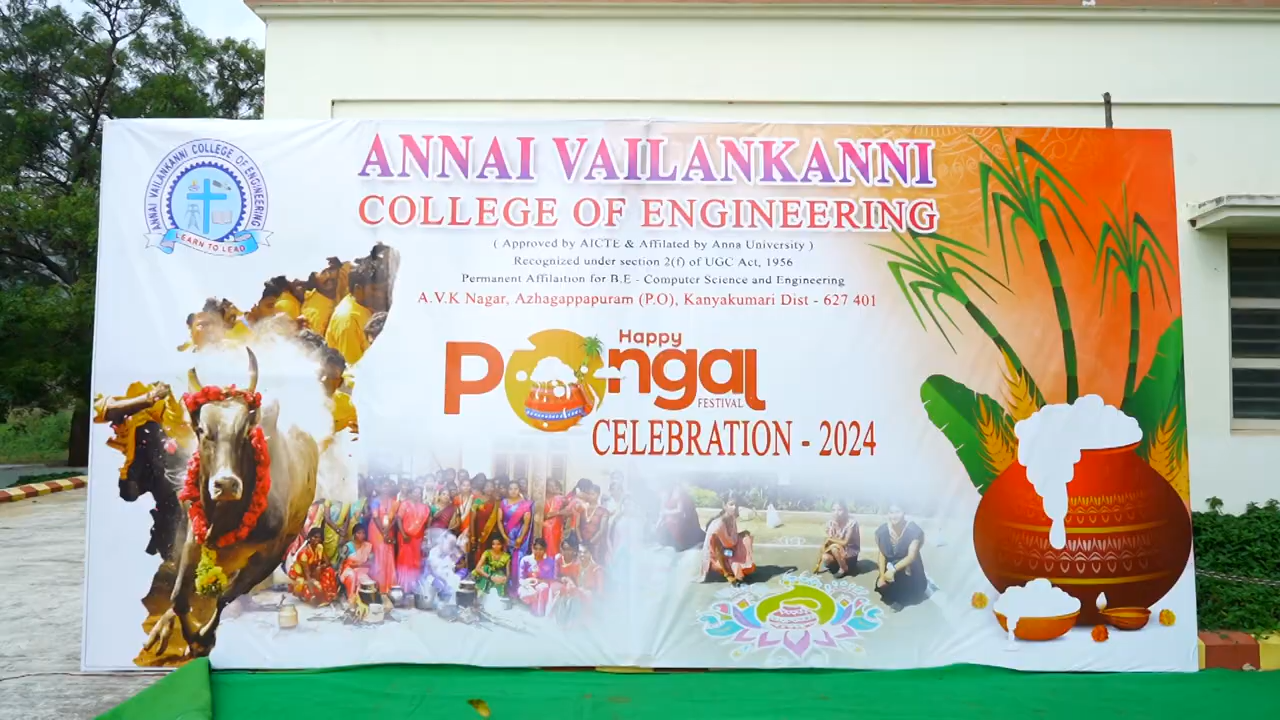 ANNAI VAILANKANNI COLLEGE OF ENGINEERING
LEARN TO LEAD
ANNAI VAILANKANNI
COLLEGE OF ENGINEERING
( Approved by AICTE & Affilated by Anna University )
Recognized under section 2(f) of UGC Act, 1956
Permanent Affilaition for B.E - Computer Science and Engineering
A.V.K Nagar, Azhagappapuram (P.O), Kanyakumari Dist - 627 401
Happy
Pongal
FESTIVAL
CELEBRATION - 2024